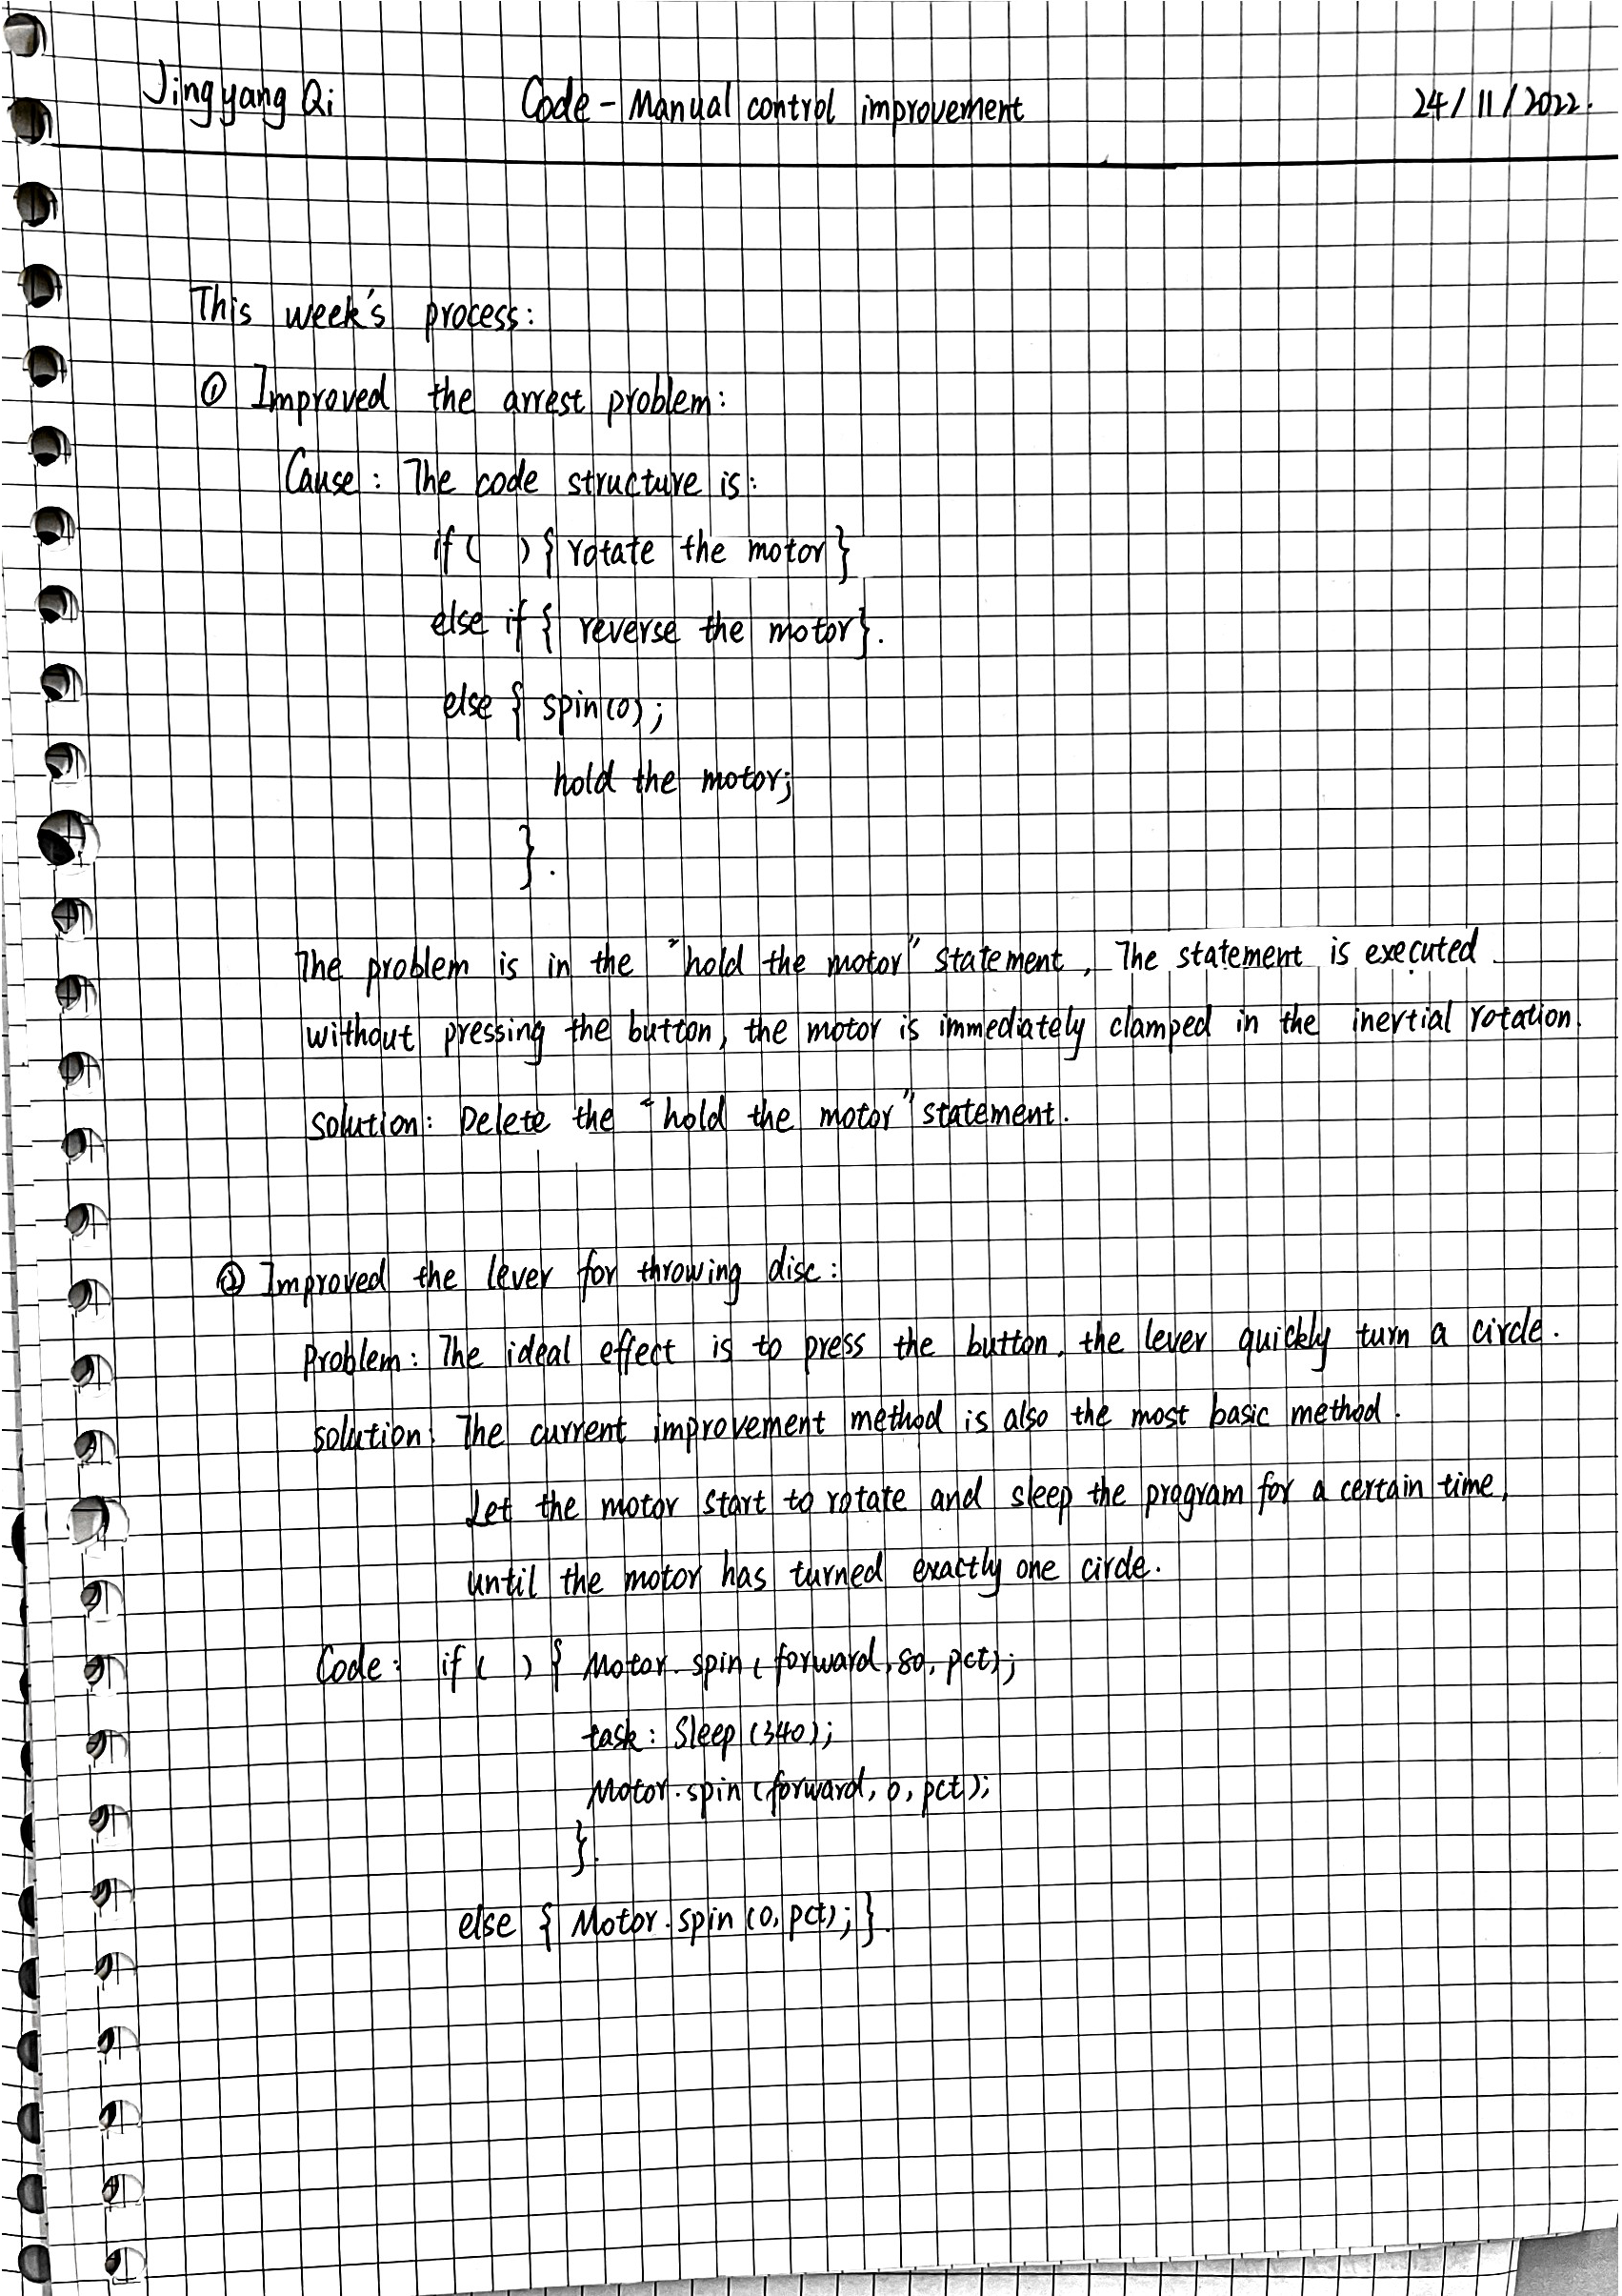 Jingyang Qi Code - Manual control improvement 24/11/2022.
This week's process:
① Improved the arrest problem:
Cause: The code structure is:
if( ) { rotate the motor}
else if { reverse the motor}.
else { spin(0);
hold the motor;
}.
The problem is in the "hold the motor" statement, The statement is executed
without pressing the button, the motor is immediately clamped in the inertial rotation.
solution: Delete the "hold the motor" statement.
② Improved the lever for throwing disc:
Problem: The ideal effect is to press the button, the lever quickly turn a circle.
solution: The current improvement method is also the most basic method.
Let the motor start to rotate and sleep the program for a certain time,
until the motor has turned exactly one circle.
Code: if ( ) { Motor.spin (forward, 80, pct);
task: Sleep (340);
Motor.spin (forward, 0, pct);
}.
else { Motor.spin (0, pct); }.